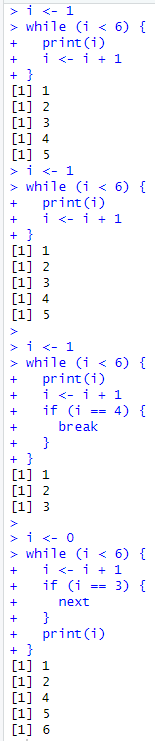 > i <- 1
> while (i < 6) {
+   print(i)
+   i <- i + 1
+ }
[1] 1
[1] 2
[1] 3
[1] 4
[1] 5
> i <- 1
> while (i < 6) {
+   print(i)
+   i <- i + 1
+ }
[1] 1
[1] 2
[1] 3
[1] 4
[1] 5
>
> i <- 1
> while (i < 6) {
+   print(i)
+   i <- i + 1
+   if (i == 4) {
+     break
+   }
+ }
[1] 1
[1] 2
[1] 3
>
> i <- 0
> while (i < 6) {
+   i <- i + 1
+   if (i == 3) {
+     next
+   }
+   print(i)
+ }
[1] 1
[1] 2
[1] 4
[1] 5
[1] 6